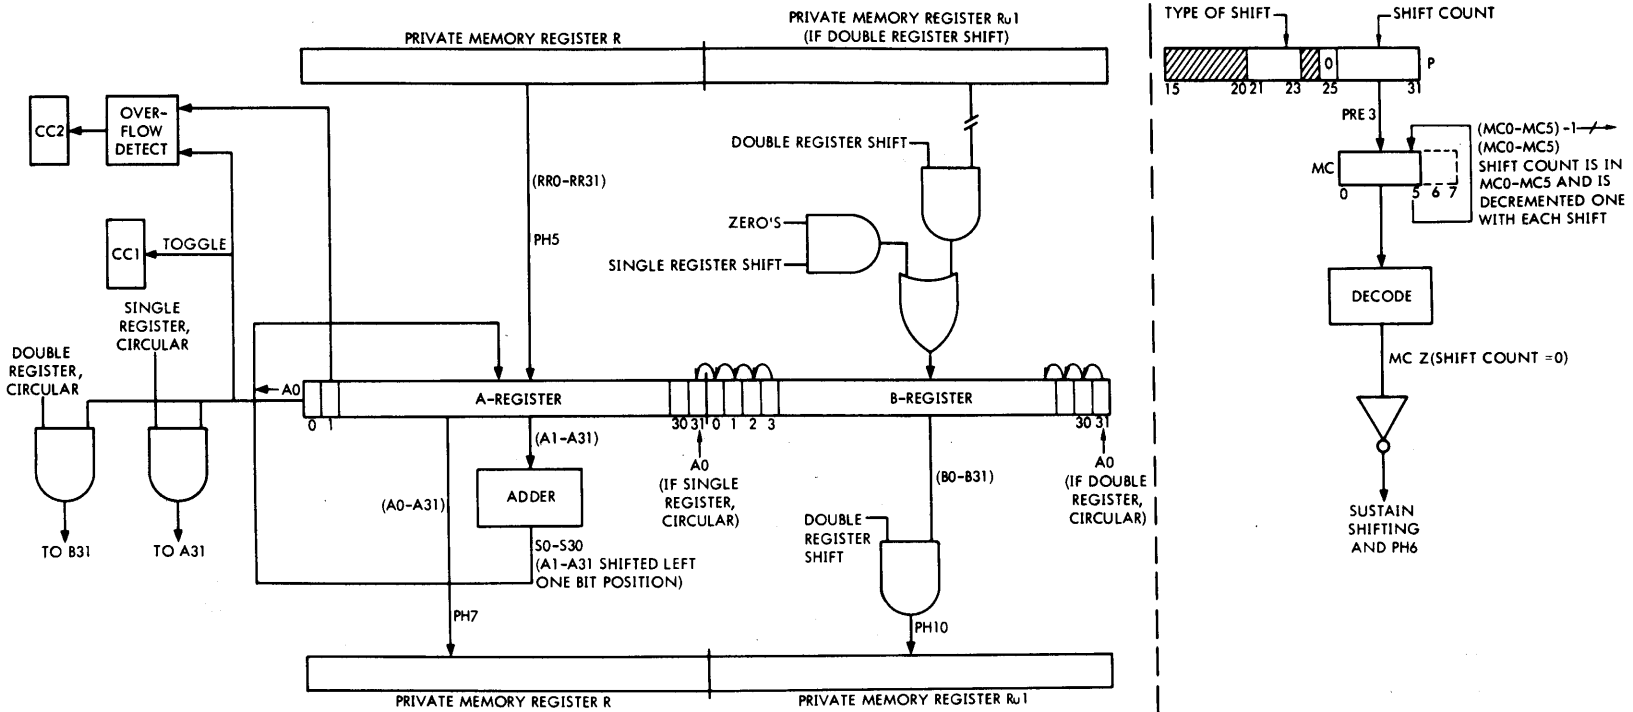 PRIVATE MEMORY REGISTER R
PRIVATE MEMORY REGISTER Ru1
(IF DOUBLE REGISTER SHIFT)
CC2
OVER-
FLOW
DETECT
CC1
TOGGLE
(RR0-RR31)
PH5
DOUBLE REGISTER SHIFT
ZERO'S
SINGLE REGISTER SHIFT
SINGLE
REGISTER,
CIRCULAR
DOUBLE
REGISTER,
CIRCULAR
A0
A-REGISTER
B-REGISTER
0 1
30 31 0 1 2 3
30 31
(A1-A31)
A0
(IF SINGLE
REGISTER,
CIRCULAR)
A0
(IF DOUBLE
REGISTER,
CIRCULAR)
(A0-A31)
ADDER
(B0-B31)
TO B31
TO A31
S0-S30
(A1-A31 SHIFTED LEFT
ONE BIT POSITION)
DOUBLE
REGISTER
SHIFT
PH7
PH10
PRIVATE MEMORY REGISTER R
PRIVATE MEMORY REGISTER Ru1
TYPE OF SHIFT
SHIFT COUNT
0
P
15 20 21 23 25 31
PRE 3
MC
0 5 6 7
(MC0-MC5) -1
(MC0-MC5)
SHIFT COUNT IS IN
MC0-MC5 AND IS
DECREMENTED ONE
WITH EACH SHIFT
DECODE
MC Z(SHIFT COUNT =0)
SUSTAIN
SHIFTING
AND PH6